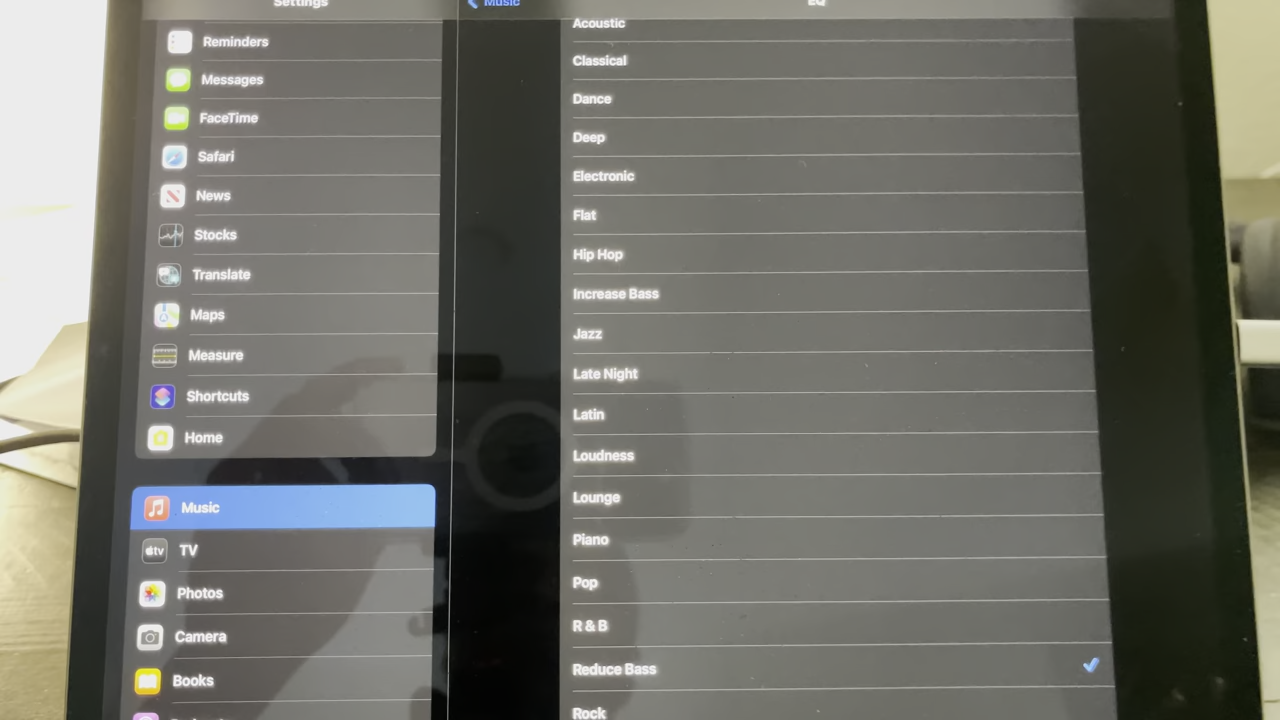 Settings
Reminders
Messages
FaceTime
Safari
News
Stocks
Translate
Maps
Measure
Shortcuts
Home
Music
tv
TV
Photos
Camera
Books
Music
EQ
Acoustic
Classical
Dance
Deep
Electronic
Flat
Hip Hop
Increase Bass
Jazz
Late Night
Latin
Loudness
Lounge
Piano
Pop
R & B
Reduce Bass
Rock